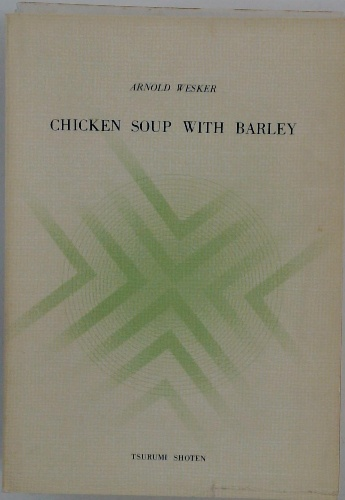 ARNOLD WESKER
CHICKEN SOUP WITH BARLEY
TSURUMI SHOTEN